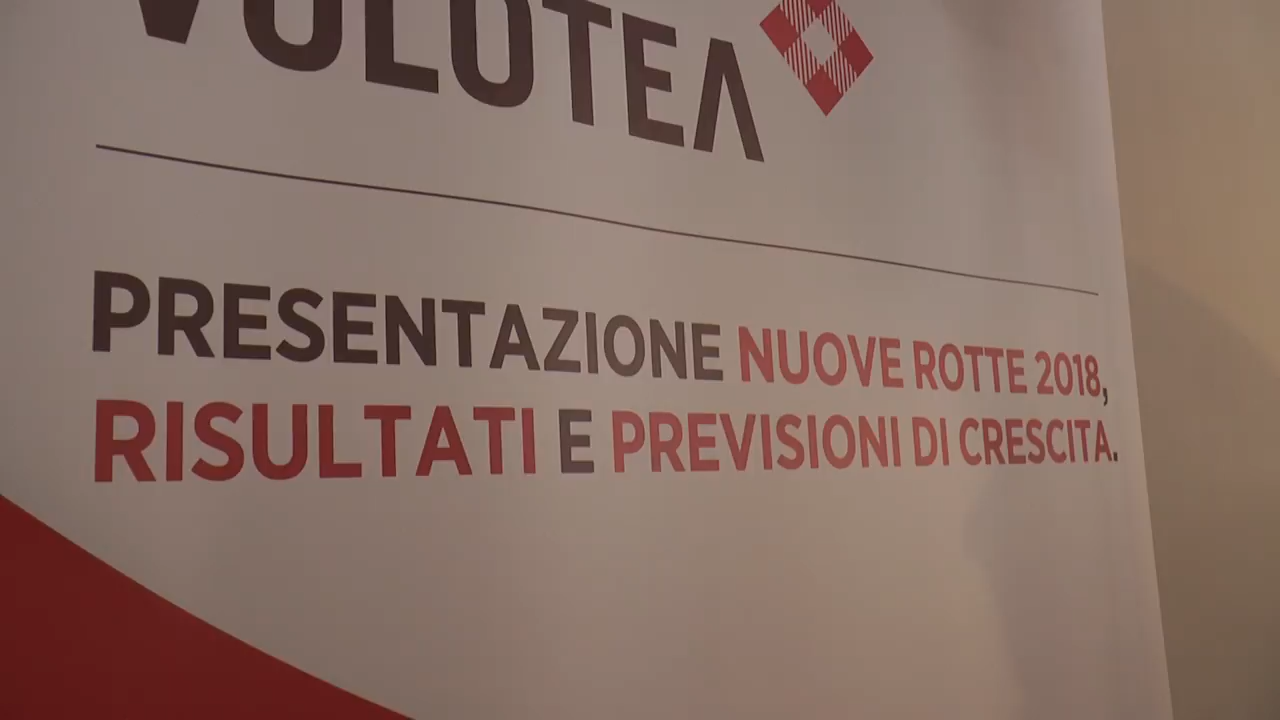 VOLOTEA
PRESENTAZIONE NUOVE ROTTE 2018,
RISULTATI E PREVISIONI DI CRESCITA.